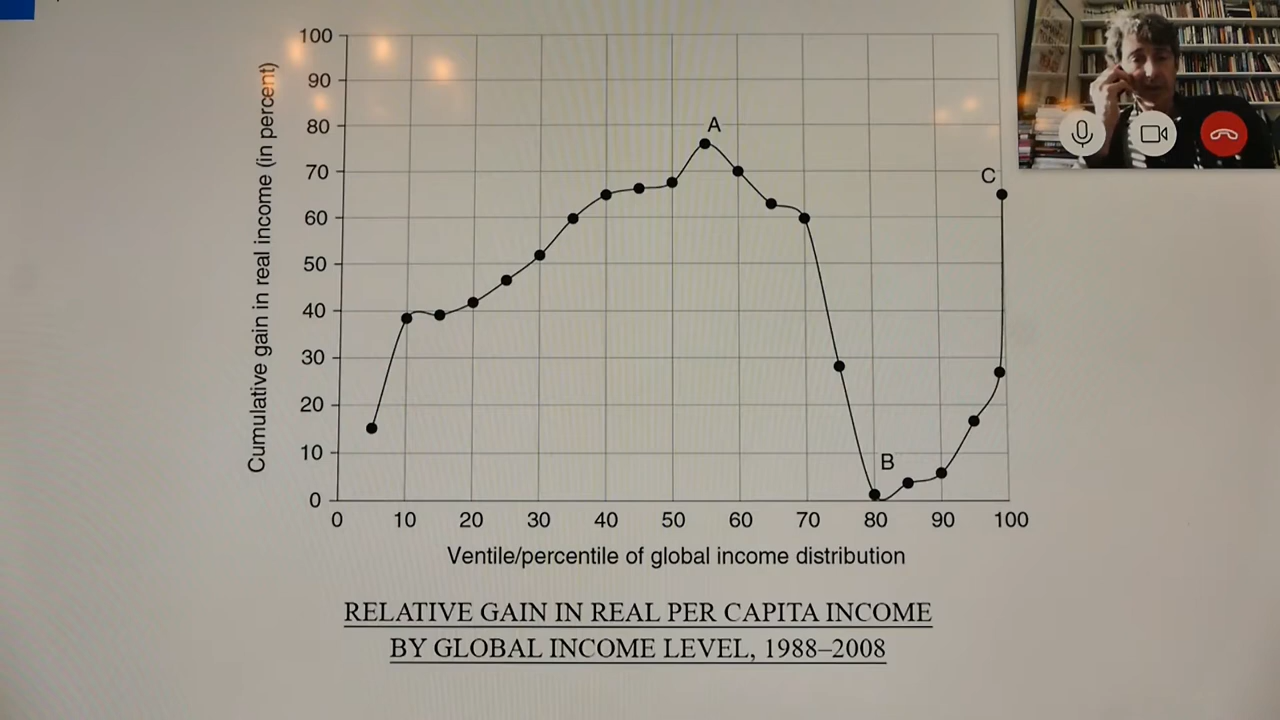 100
90
80
70
60
50
40
30
20
10
0
Cumulative gain in real income (in percent)
A
B
C
0 10 20 30 40 50 60 70 80 90 100
Ventile/percentile of global income distribution
RELATIVE GAIN IN REAL PER CAPITA INCOME
BY GLOBAL INCOME LEVEL, 1988–2008